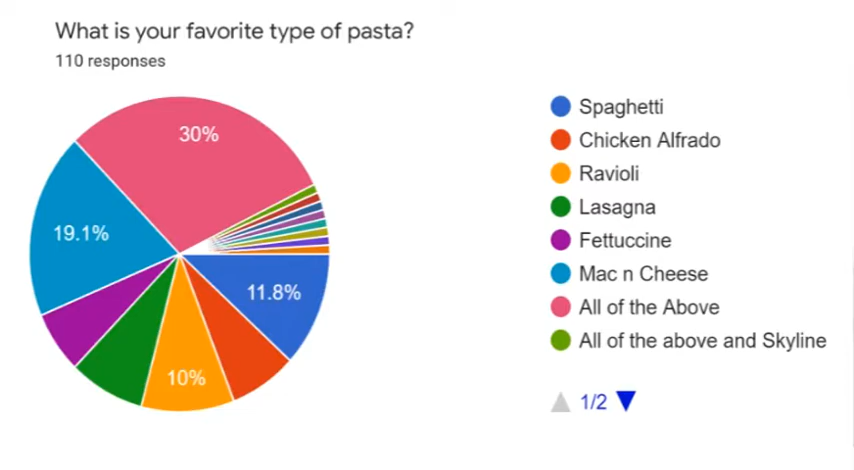 What is your favorite type of pasta?
110 responses
30%
19.1%
11.8%
10%
Spaghetti
Chicken Alfrado
Ravioli
Lasagna
Fettuccine
Mac n Cheese
All of the Above
All of the above and Skyline
1/2